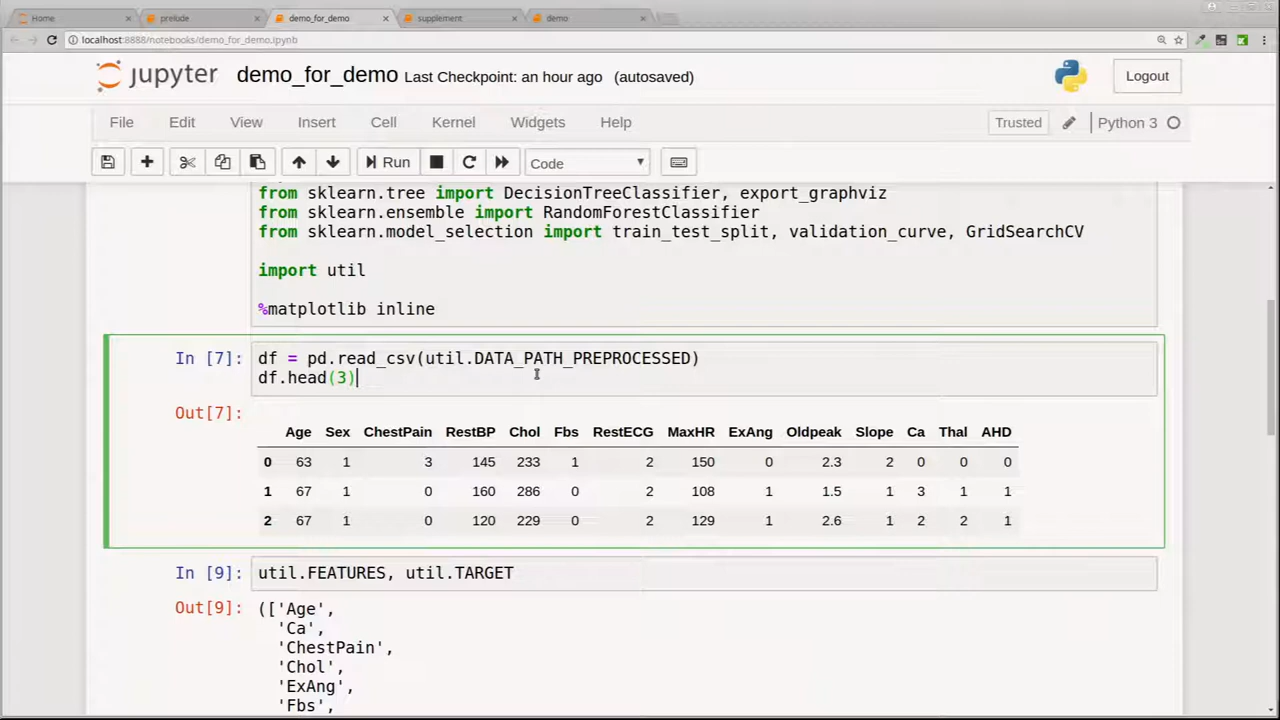 Home prelude demo_for_demo supplement demo
localhost:8888/notebooks/demo_for_demo.ipynb
jupyter demo_for_demo Last Checkpoint: an hour ago (autosaved) Logout
File Edit View Insert Cell Kernel Widgets Help Trusted Python 3
Run Code
from sklearn.tree import DecisionTreeClassifier, export_graphviz
from sklearn.ensemble import RandomForestClassifier
from sklearn.model_selection import train_test_split, validation_curve, GridSearchCV
import util
%matplotlib inline
In [7]: df = pd.read_csv(util.DATA_PATH_PREPROCESSED)
df.head(3)
Out[7]:
Age Sex ChestPain RestBP Chol Fbs RestECG MaxHR ExAng Oldpeak Slope Ca Thal AHD
0 63 1 3 145 233 1 2 150 0 2.3 2 0 0 0
1 67 1 0 160 286 0 2 108 1 1.5 1 3 1 1
2 67 1 0 120 229 0 2 129 1 2.6 1 2 2 1
In [9]: util.FEATURES, util.TARGET
Out[9]: (['Age',
'Ca',
'ChestPain',
'Chol',
'ExAng',
'Fbs',